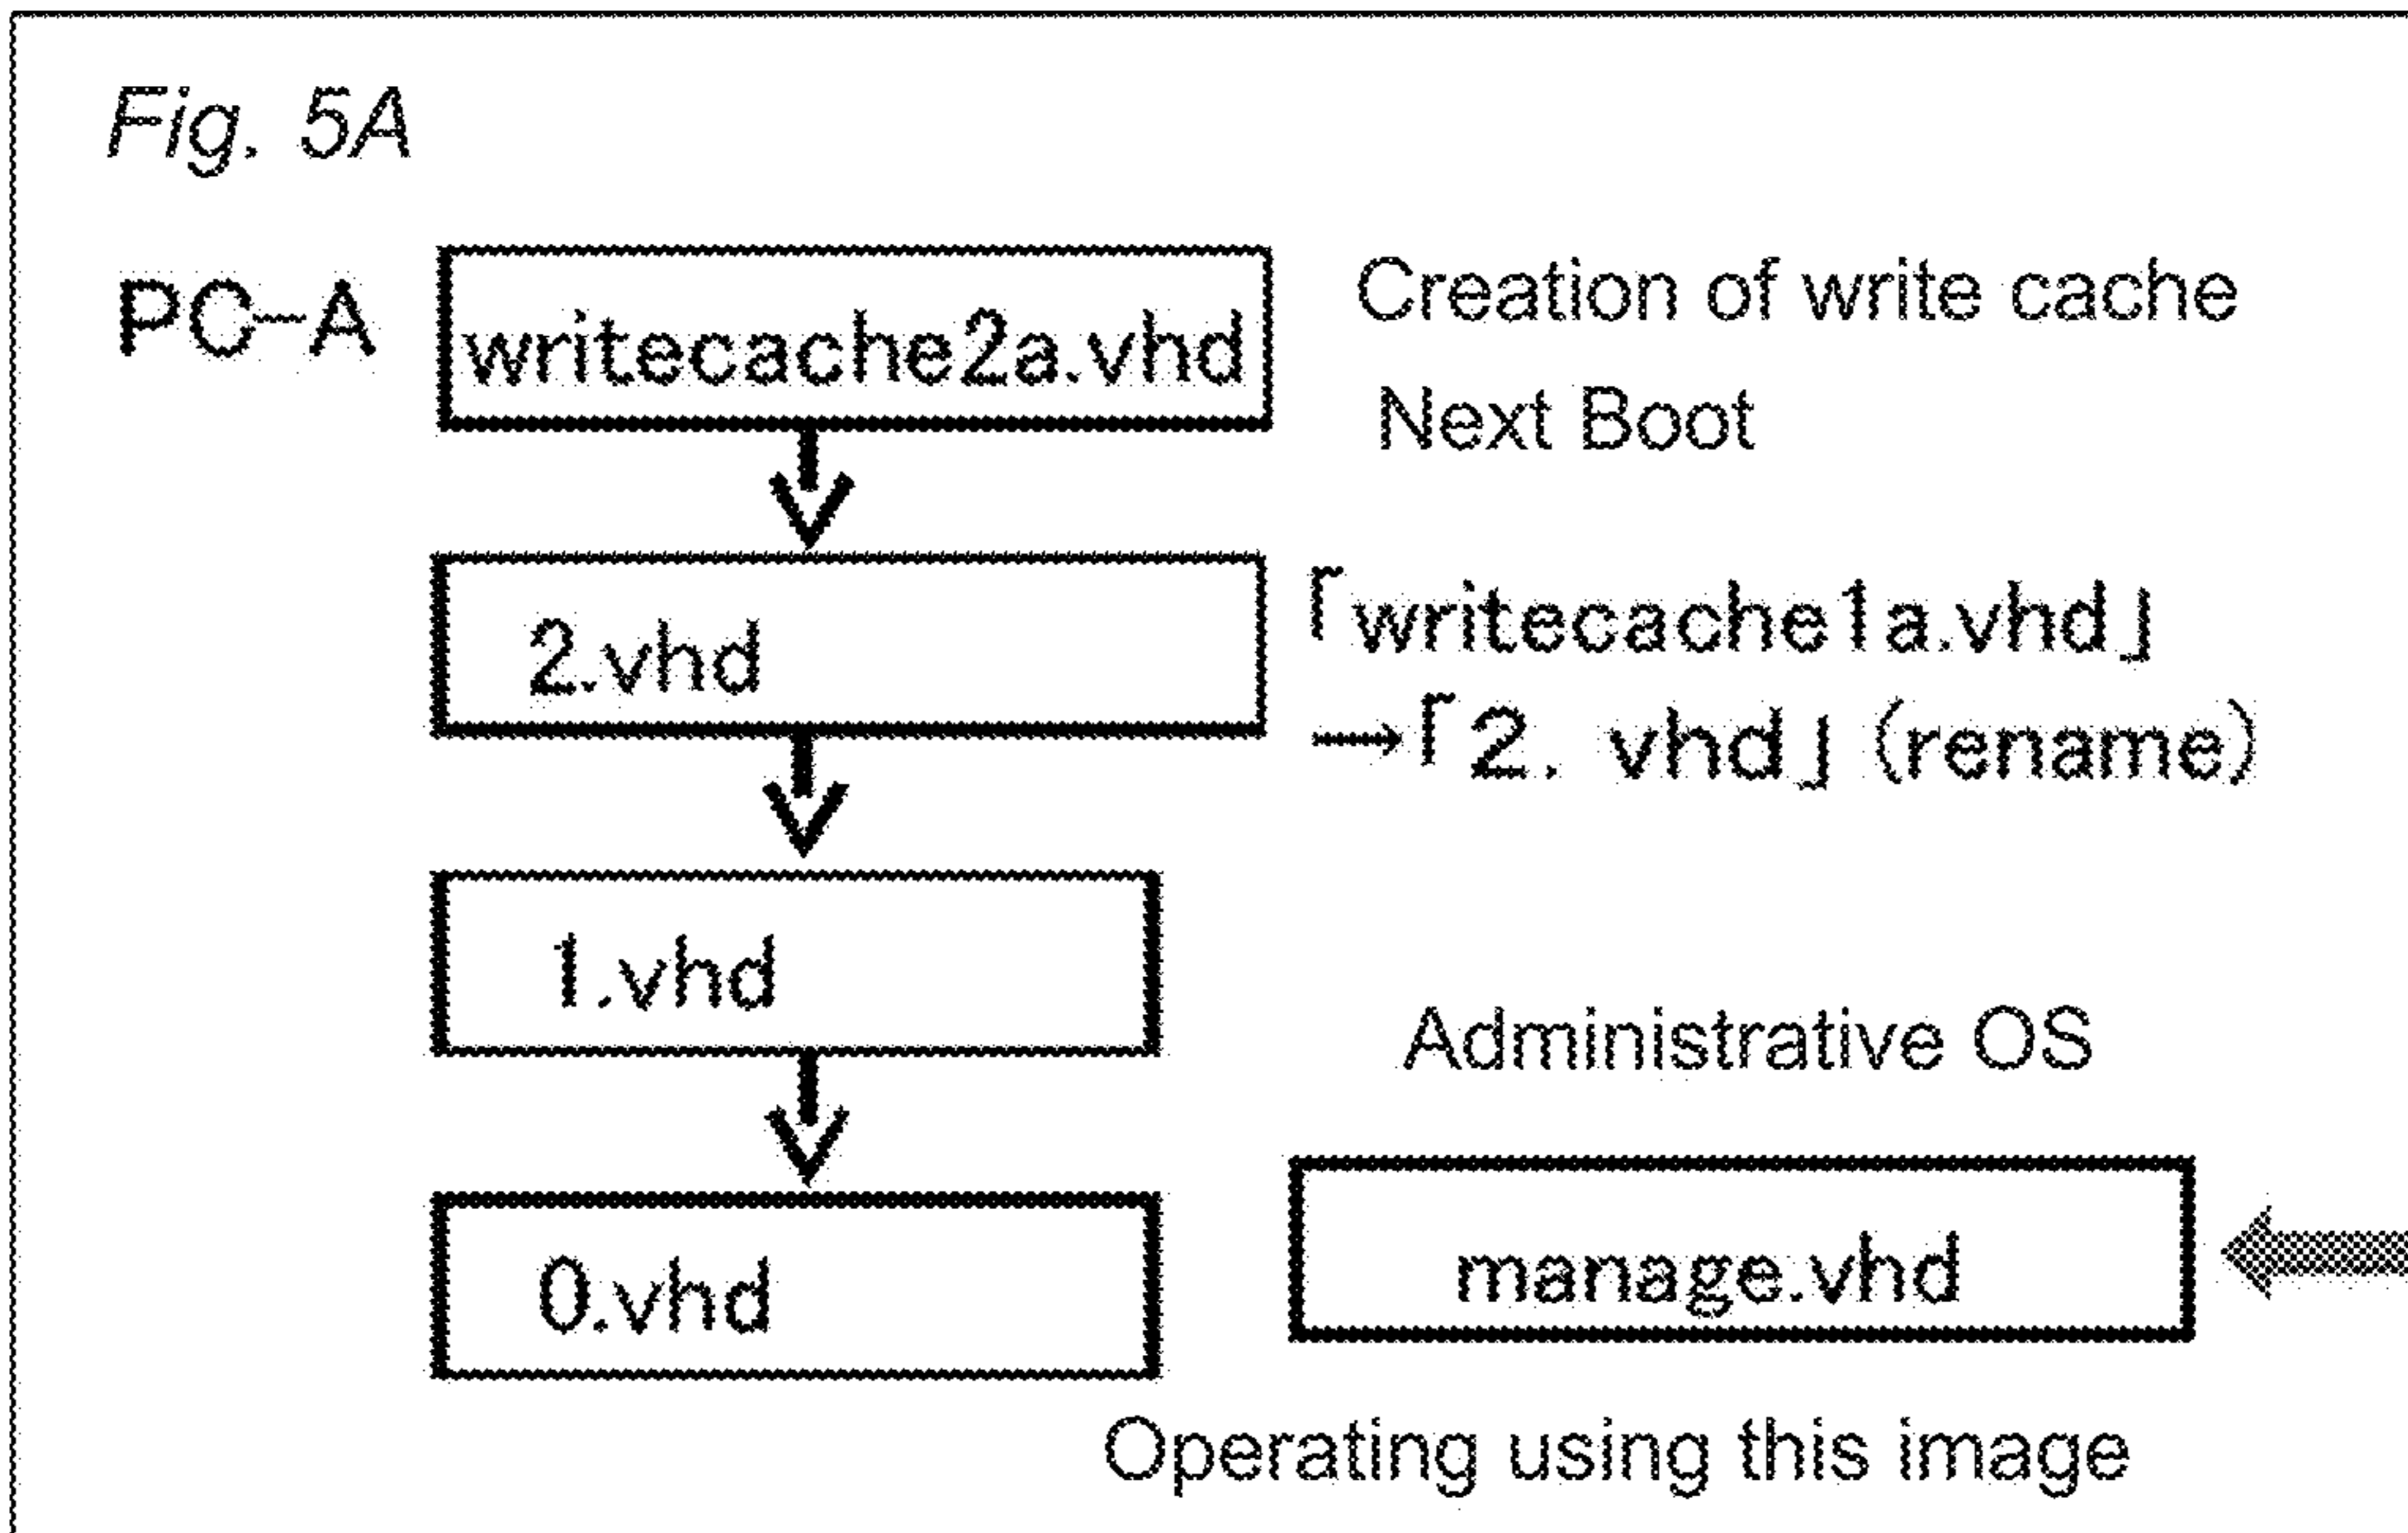 Fig. 5A
PC-A
writecache2a.vhd
Creation of write cache
Next Boot
2.vhd
「writecache1a.vhd」
→「2. vhd」(rename)
1.vhd
Administrative OS
0.vhd
manage.vhd
Operating using this image